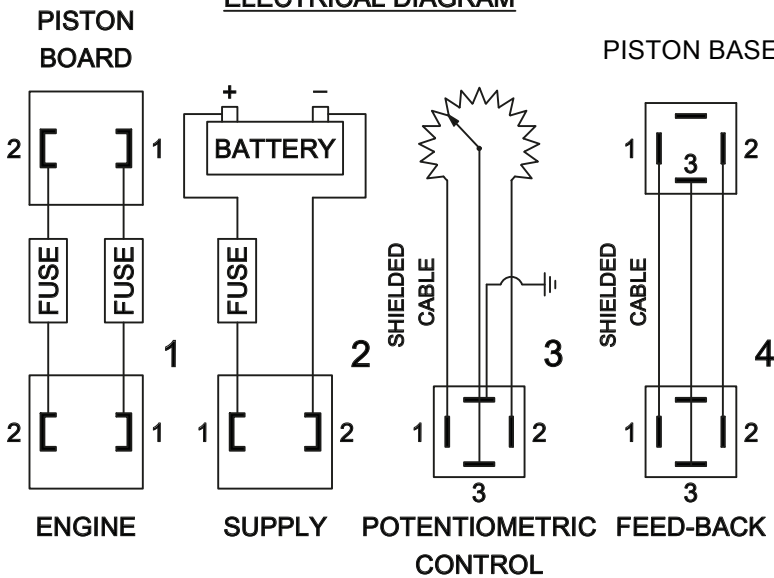 ELECTRICAL DIAGRAM
PISTON
BOARD
PISTON BASE
2
1
+
–
BATTERY
1
2
3
FUSE
FUSE
FUSE
SHIELDED
CABLE
SHIELDED
CABLE
1
2
3
4
2
1
1
2
1
2
3
1
2
3
ENGINE
SUPPLY
POTENTIOMETRIC
CONTROL
FEED-BACK